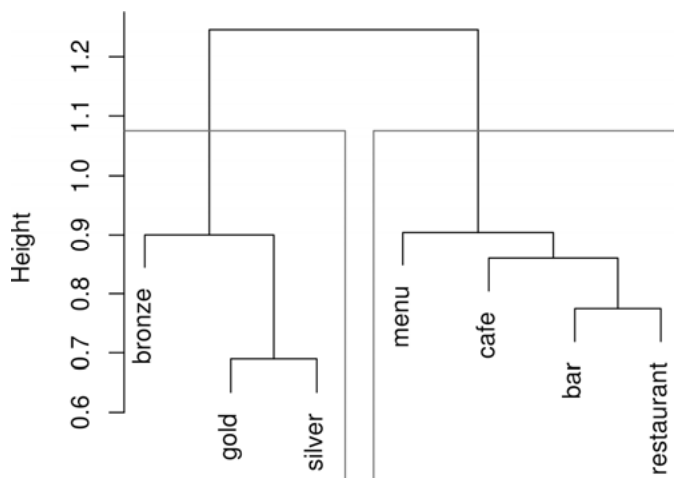 Height
1.2
1.1
1.0
0.9
0.8
0.7
0.6
bronze
gold
silver
menu
cafe
bar
restaurant